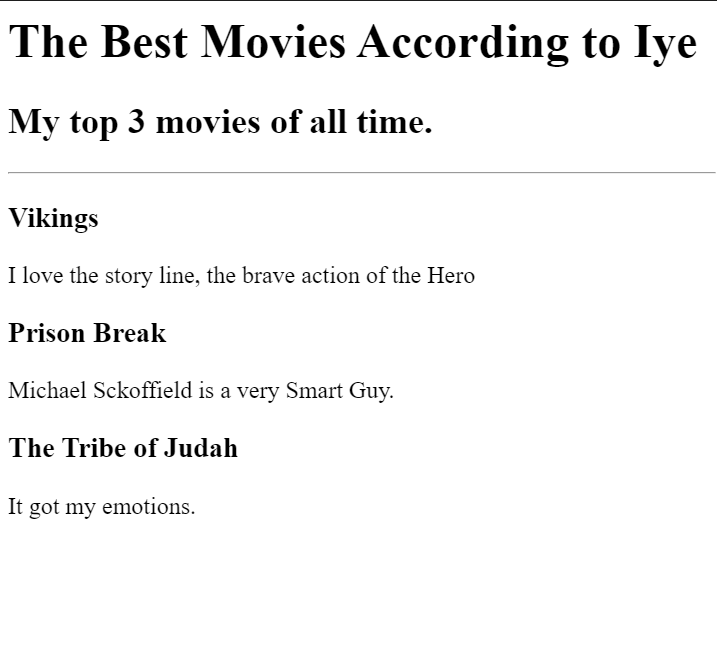 The Best Movies According to Iye
My top 3 movies of all time.
Vikings
I love the story line, the brave action of the Hero
Prison Break
Michael Sckoffield is a very Smart Guy.
The Tribe of Judah
It got my emotions.